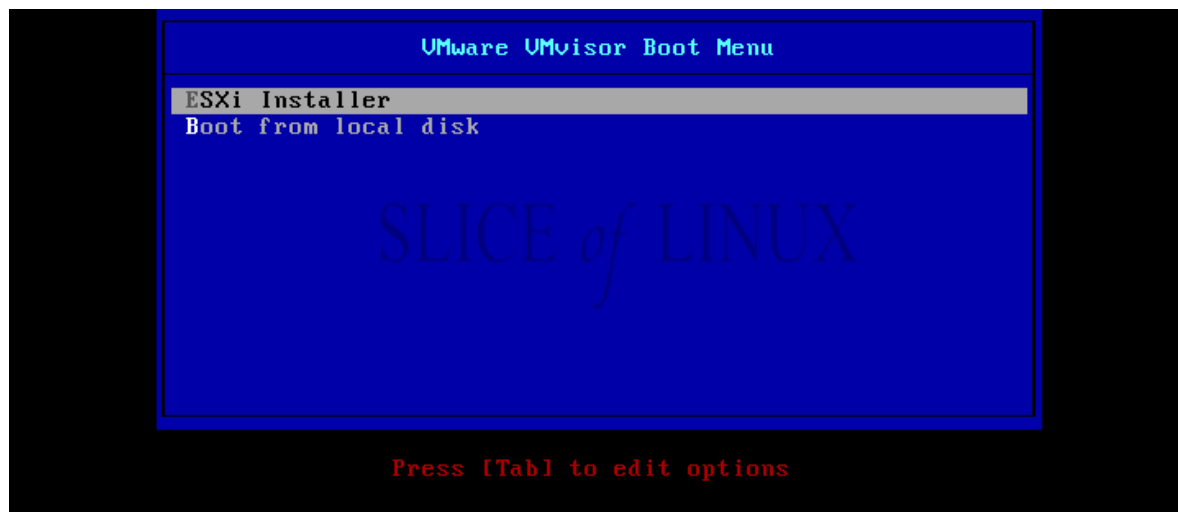 VMware VMvisor Boot Menu
ESXi Installer
Boot from local disk
SLICE of LINUX
Press [Tab] to edit options